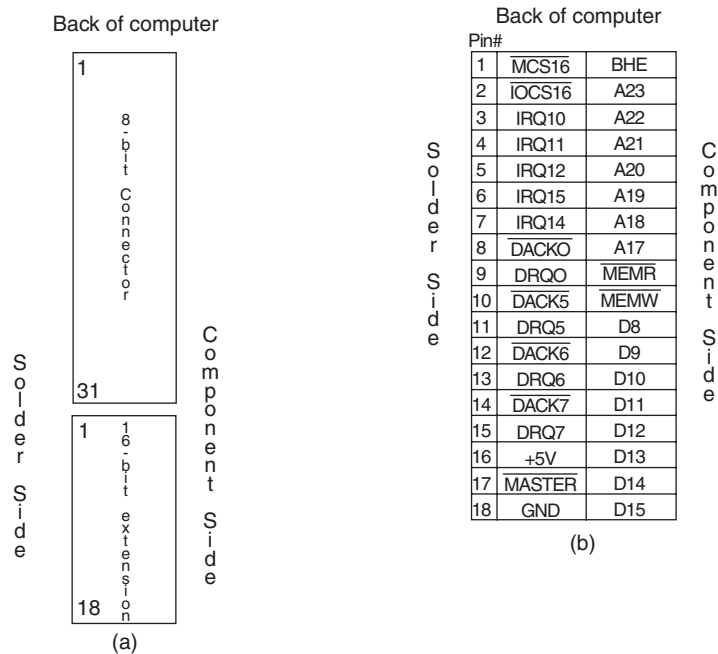 Back of computer
1
8-bit Connector
31
1
16-bit extension
18
Solder Side
Component Side
(a)
Back of computer
Pin#
1 MCS16 BHE
2 IOCS16 A23
3 IRQ10 A22
4 IRQ11 A21
5 IRQ12 A20
6 IRQ15 A19
7 IRQ14 A18
8 DACKO A17
9 DRQO MEMR
10 DACK5 MEMW
11 DRQ5 D8
12 DACK6 D9
13 DRQ6 D10
14 DACK7 D11
15 DRQ7 D12
16 +5V D13
17 MASTER D14
18 GND D15
Solder Side
Component Side
(b)